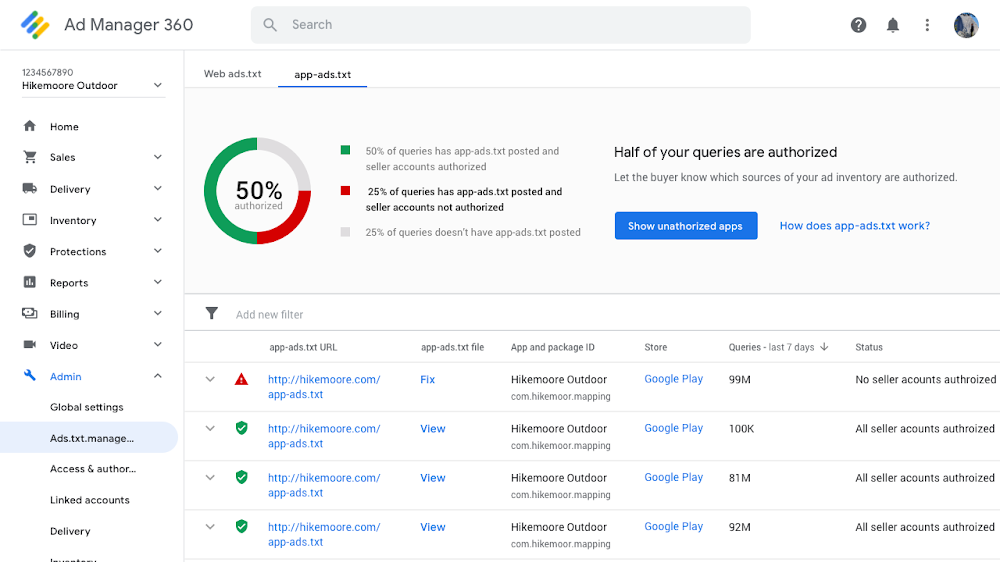 Ad Manager 360
Search
1234567890
Hikemoore Outdoor
Home
Sales
Delivery
Inventory
Protections
Reports
Billing
Video
Admin
Global settings
Ads.txt.manage...
Access & author...
Linked accounts
Delivery
Inventory
Web ads.txt
app-ads.txt
50%
authorized
50% of queries has app-ads.txt posted and
seller accounts authorized
25% of queries has app-ads.txt posted and
seller accounts not authorized
25% of queries doesn't have app-ads.txt posted
Half of your queries are authorized
Let the buyer know which sources of your ad inventory are authorized.
Show unathorized apps
How does app-ads.txt work?
Add new filter
app-ads.txt URL app-ads.txt file App and package ID Store Queries - last 7 days Status
http://hikemoore.com/ Fix Hikemoore Outdoor Google Play 99M No seller acounts authroized
app-ads.txt com.hikemoor.mapping
http://hikemoore.com/ View Hikemoore Outdoor Google Play 100K All seller acounts authroized
app-ads.txt com.hikemoor.mapping
http://hikemoore.com/ View Hikemoore Outdoor Google Play 81M All seller acounts authroized
app-ads.txt com.hikemoor.mapping
http://hikemoore.com/ View Hikemoore Outdoor Google Play 92M All seller acounts authroized
app-ads.txt com.hikemoor.mapping